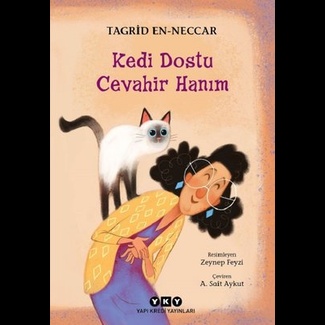 TAGRİD EN-NECCAR
Kedi Dostu
Cevahir Hanım
Resimleyen
Zeynep Feyzi
Çeviren
A. Sait Aykut
YKY
YAPI KREDİ YAYINLARI